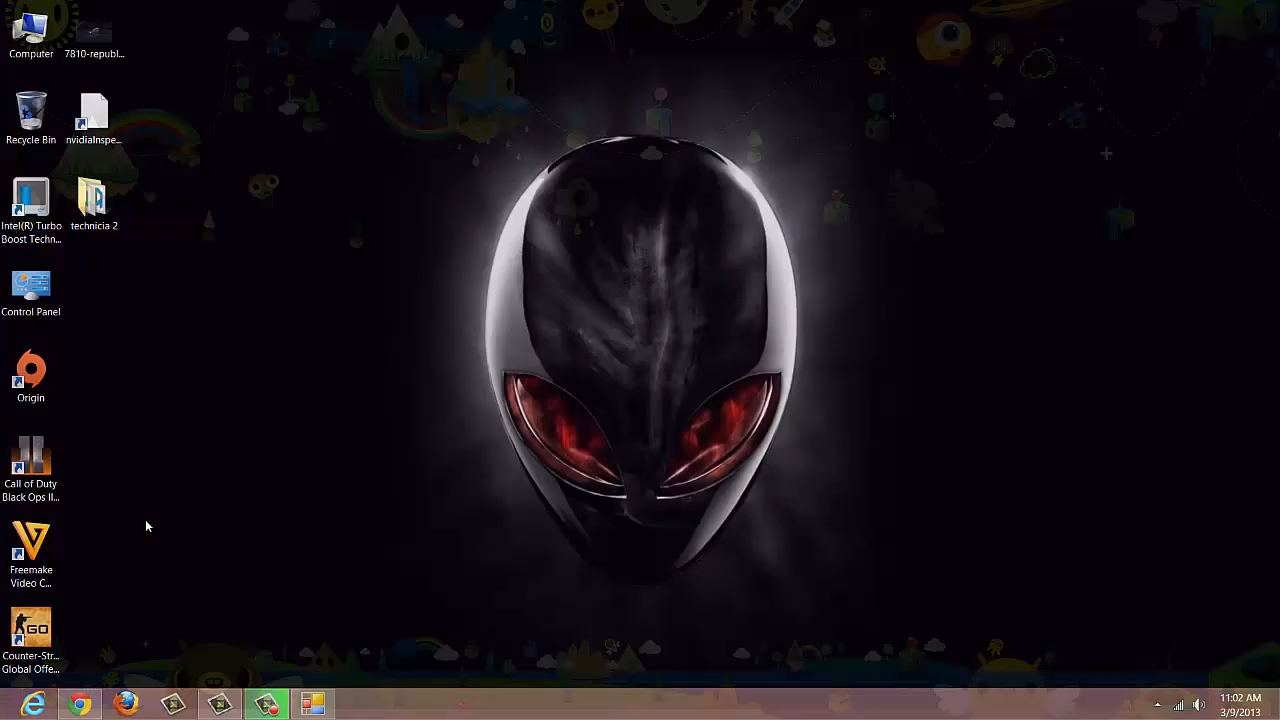 Computer
7810-republ...
Recycle Bin
nvidiaInspe...
Intel(R) Turbo
Boost Techn...
technicia 2
Control Panel
Origin
Call of Duty
Black Ops II...
Freemake
Video C...
GO
Counter-Str...
Global Offe...
11:02 AM
3/9/2013